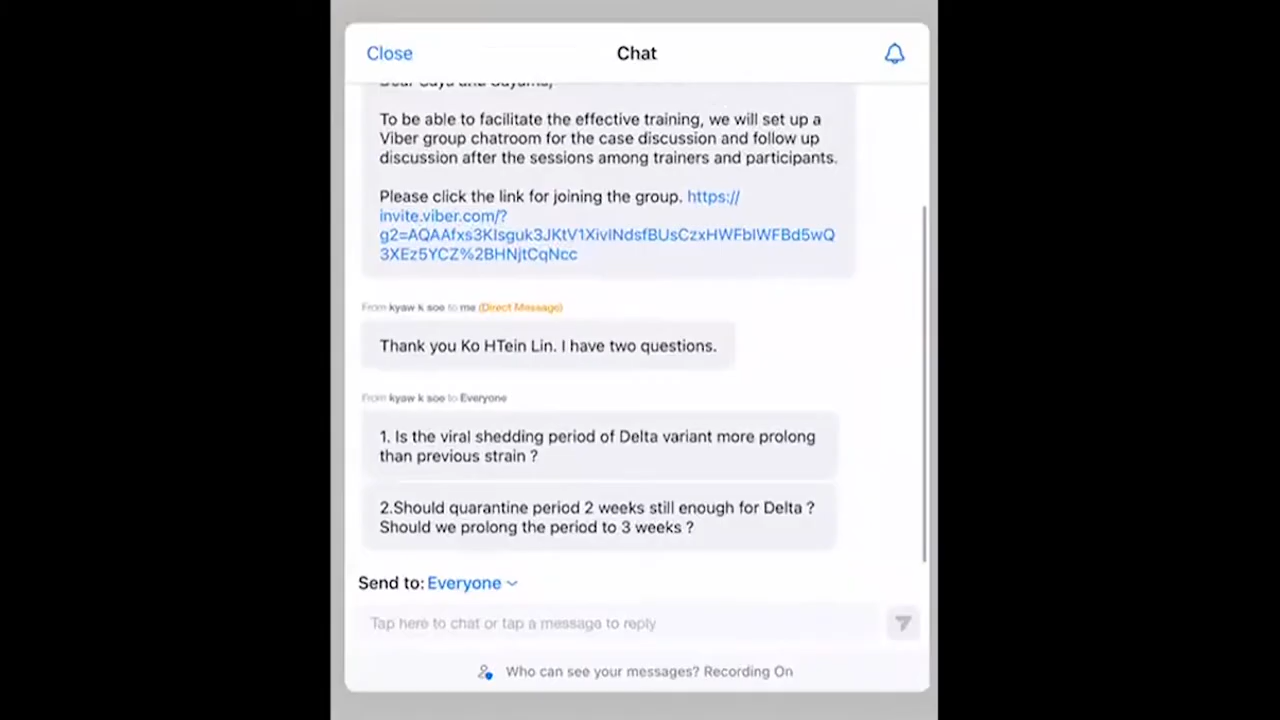 Close
Chat
To be able to facilitate the effective training, we will set up a
Viber group chatroom for the case discussion and follow up
discussion after the sessions among trainers and participants.
Please click the link for joining the group. https://
invite.viber.com/?
g2=AQAAfxs3KIsguk3JKtV1XivINdsfBUsCzxHWFbIWFBd5wQ
3XEz5YCZ%2BHNjtCqNcc
From kyaw k soe to me (Direct Message)
Thank you Ko HTein Lin. I have two questions.
From kyaw k soe to Everyone
1. Is the viral shedding period of Delta variant more prolong
than previous strain ?
2.Should quarantine period 2 weeks still enough for Delta ?
Should we prolong the period to 3 weeks ?
Send to: Everyone
Tap here to chat or tap a message to reply
Who can see your messages? Recording On